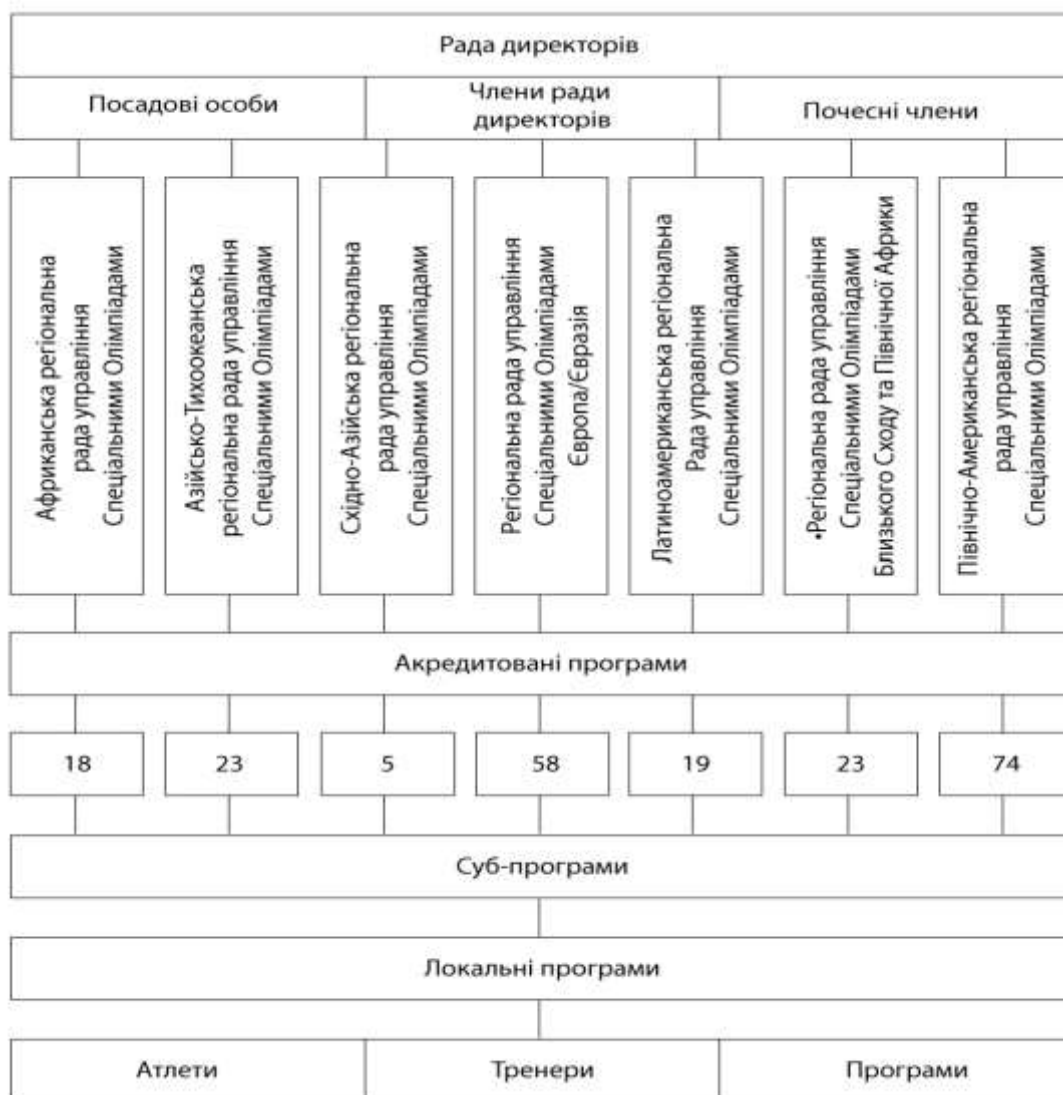 Рада директорів
Посадові особи
Члени ради
директорів
Почесні члени
Африканська регіональна
рада управління
Спеціальними Олімпіадами
Азійсько-Тихоокеанська
регіональна рада управління
Спеціальними Олімпіадами
Східно-Азійська регіональна
рада управління
Спеціальними Олімпіадами
Регіональна рада управління
Спеціальними Олімпіадами
Європа/Євразія
Латиноамериканська регіональна
Рада управління
Спеціальними Олімпіадами
•Регіональна рада управління
Спеціальними Олімпіадами
Близького Сходу та Північної Африки
Північно-Американська регіональна
рада управління
Спеціальними Олімпіадами
Акредитовані програми
18
23
5
58
19
23
74
Суб-програми
Локальні програми
Атлети
Тренери
Програми